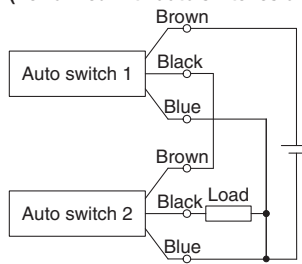 Brown
Black
Auto switch 1
Blue
Brown
Black Load
Auto switch 2
Blue